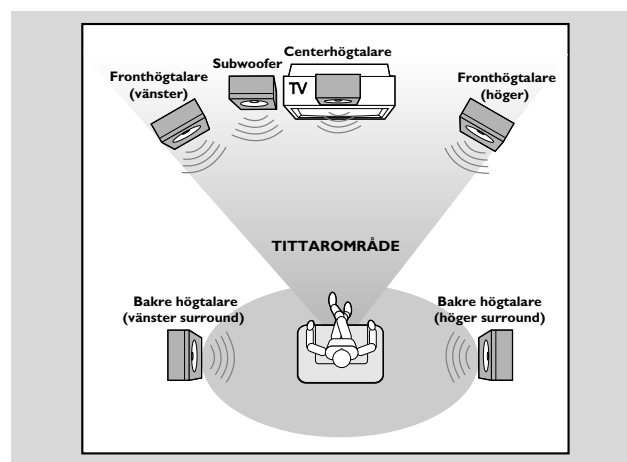 Centerhögtalare
Subwoofer
Fronthögtalare
(vänster)
TV
Fronthögtalare
(höger)
TITTAROMRÅDE
Bakre högtalare
(vänster surround)
Bakre högtalare
(höger surround)